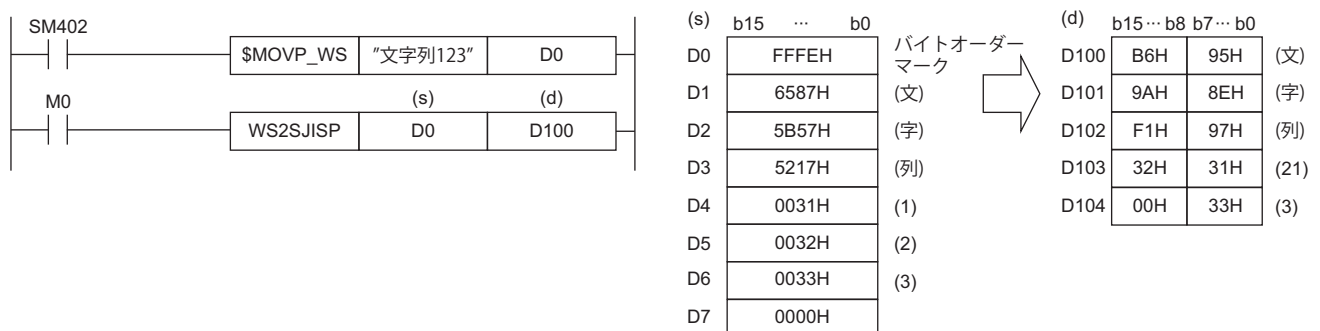 SM402
$MOVP_WS "文字列123" D0
M0
(s) (d)
WS2SJISP D0 D100
(s) b15 ... b0
D0 FFFEH バイトオーダーマーク
D1 6587H (文)
D2 5B57H (字)
D3 5217H (列)
D4 0031H (1)
D5 0032H (2)
D6 0033H (3)
D7 0000H
(d) b15 ... b8 b7 ... b0
D100 B6H 95H (文)
D101 9AH 8EH (字)
D102 F1H 97H (列)
D103 32H 31H (21)
D104 00H 33H (3)